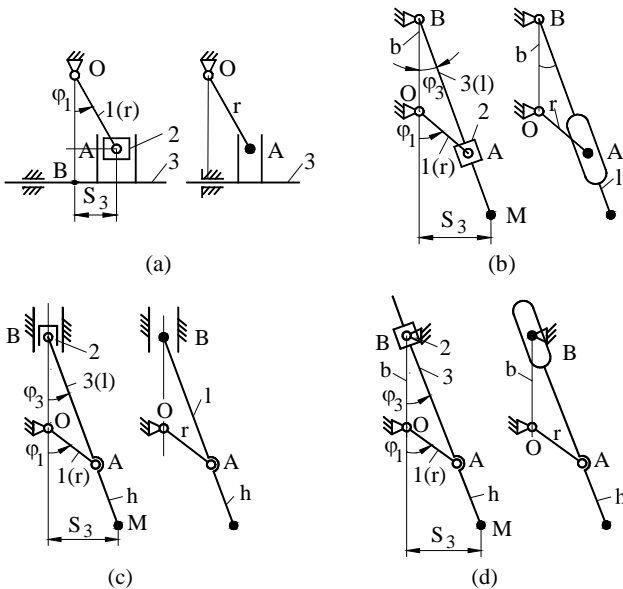 O O
φ1 1(r) r
A 2 A
B 3 3
S3
(a)
B B
b b
φ3 3(l)
O O r
φ1 2 A
A
1(r) l
M
S3
(b)
B 2 B
3(l)
φ3 l
O O r
φ1 A A
1(r)
h h
S3 M
(c)
B 2 B
b 3 b
φ3
O r
φ1 O
A A
1(r)
h h
S3 M
(d)